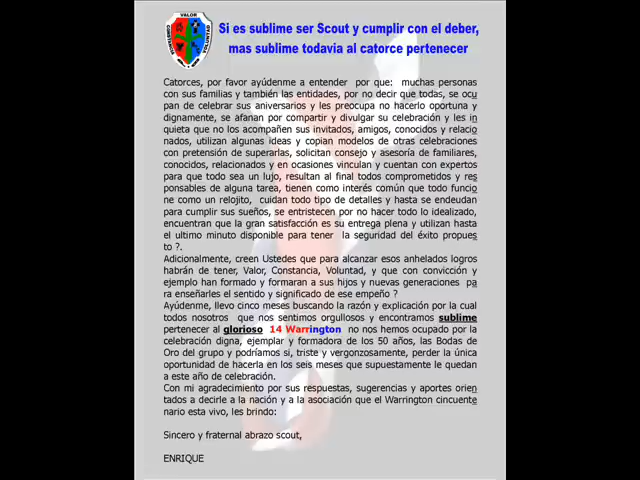 VALOR
CONSTANCIA
VOLUNTAD
Si es sublime ser Scout y cumplir con el deber,
mas sublime todavia al catorce pertenecer
Catorces, por favor ayúdenme a entender por que: muchas personas
con sus familias y también las entidades, por no decir que todas, se ocu
pan de celebrar sus aniversarios y les preocupa no hacerlo oportuna y
dignamente, se afanan por compartir y divulgar su celebración y les in
quieta que no los acompañen sus invitados, amigos, conocidos y relacio
nados, utilizan algunas ideas y copian modelos de otras celebraciones
con pretensión de superarlas, solicitan consejo y asesoría de familiares,
conocidos, relacionados y en ocasiones vinculan y cuentan con expertos
para que todo sea un lujo, resultan al final todos comprometidos y res
ponsables de alguna tarea, tienen como interés común que todo funcio
ne como un relojito, cuidan todo tipo de detalles y hasta se endeudan
para cumplir sus sueños, se entristecen por no hacer todo lo idealizado,
encuentran que la gran satisfacción es su entrega plena y utilizan hasta
el ultimo minuto disponible para tener la seguridad del éxito propues
to ?.
Adicionalmente, creen Ustedes que para alcanzar esos anhelados logros
habrán de tener, Valor, Constancia, Voluntad, y que con convicción y
ejemplo han formado y formaran a sus hijos y nuevas generaciones pa
ra enseñarles el sentido y significado de ese empeño ?
Ayúdenme, llevo cinco meses buscando la razón y explicación por la cual
todos nosotros que nos sentimos orgullosos y encontramos sublime
pertenecer al glorioso 14 Warrington no nos hemos ocupado por la
celebración digna, ejemplar y formadora de los 50 años, las Bodas de
Oro del grupo y podríamos si, triste y vergonzosamente, perder la única
oportunidad de hacerla en los seis meses que supuestamente le quedan
a este año de celebración.
Con mi agradecimiento por sus respuestas, sugerencias y aportes orien
tados a decirle a la nación y a la asociación que el Warrington cincuente
nario esta vivo, les brindo:
Sincero y fraternal abrazo scout,
ENRIQUE